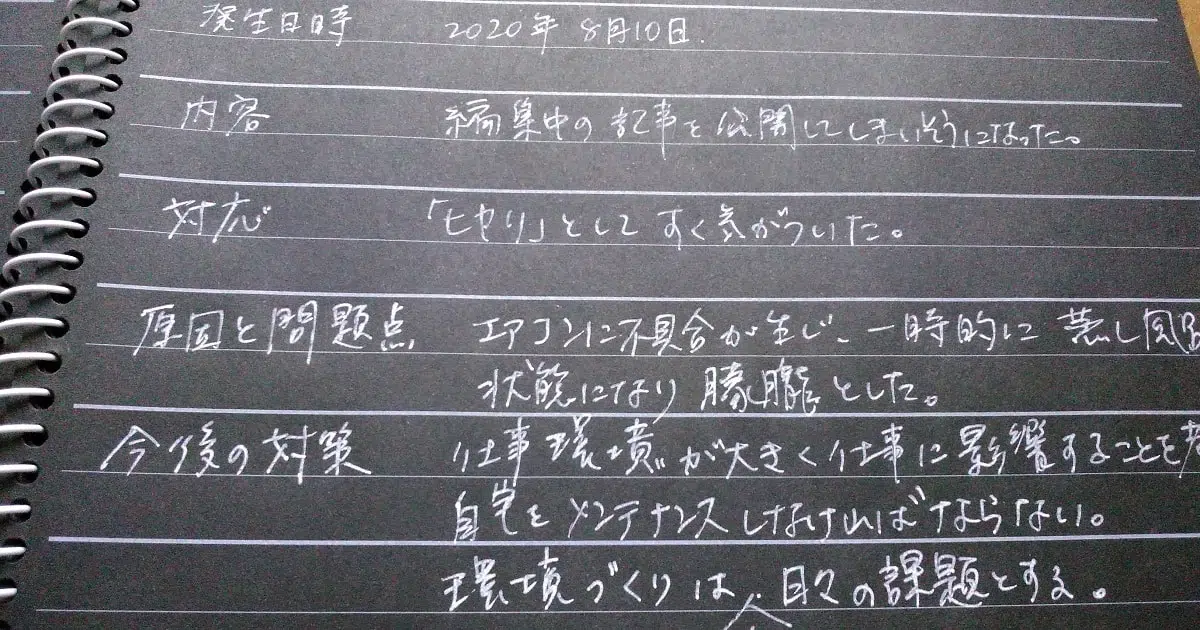 発生日時 2020年 8月10日.
内容 編集中の記事を公開してしまいそうになった。
対応 「ヒヤリ」としてすぐ気がついた。
原因と問題点 エアコンに不具合が生じ、一時的に蒸し風
状態になり朦朧とした。
今後の対策 仕事環境が大きく仕事に影響することを考
自宅をメンテナンスしなければならない。
環境づくりは、日々の課題とする。